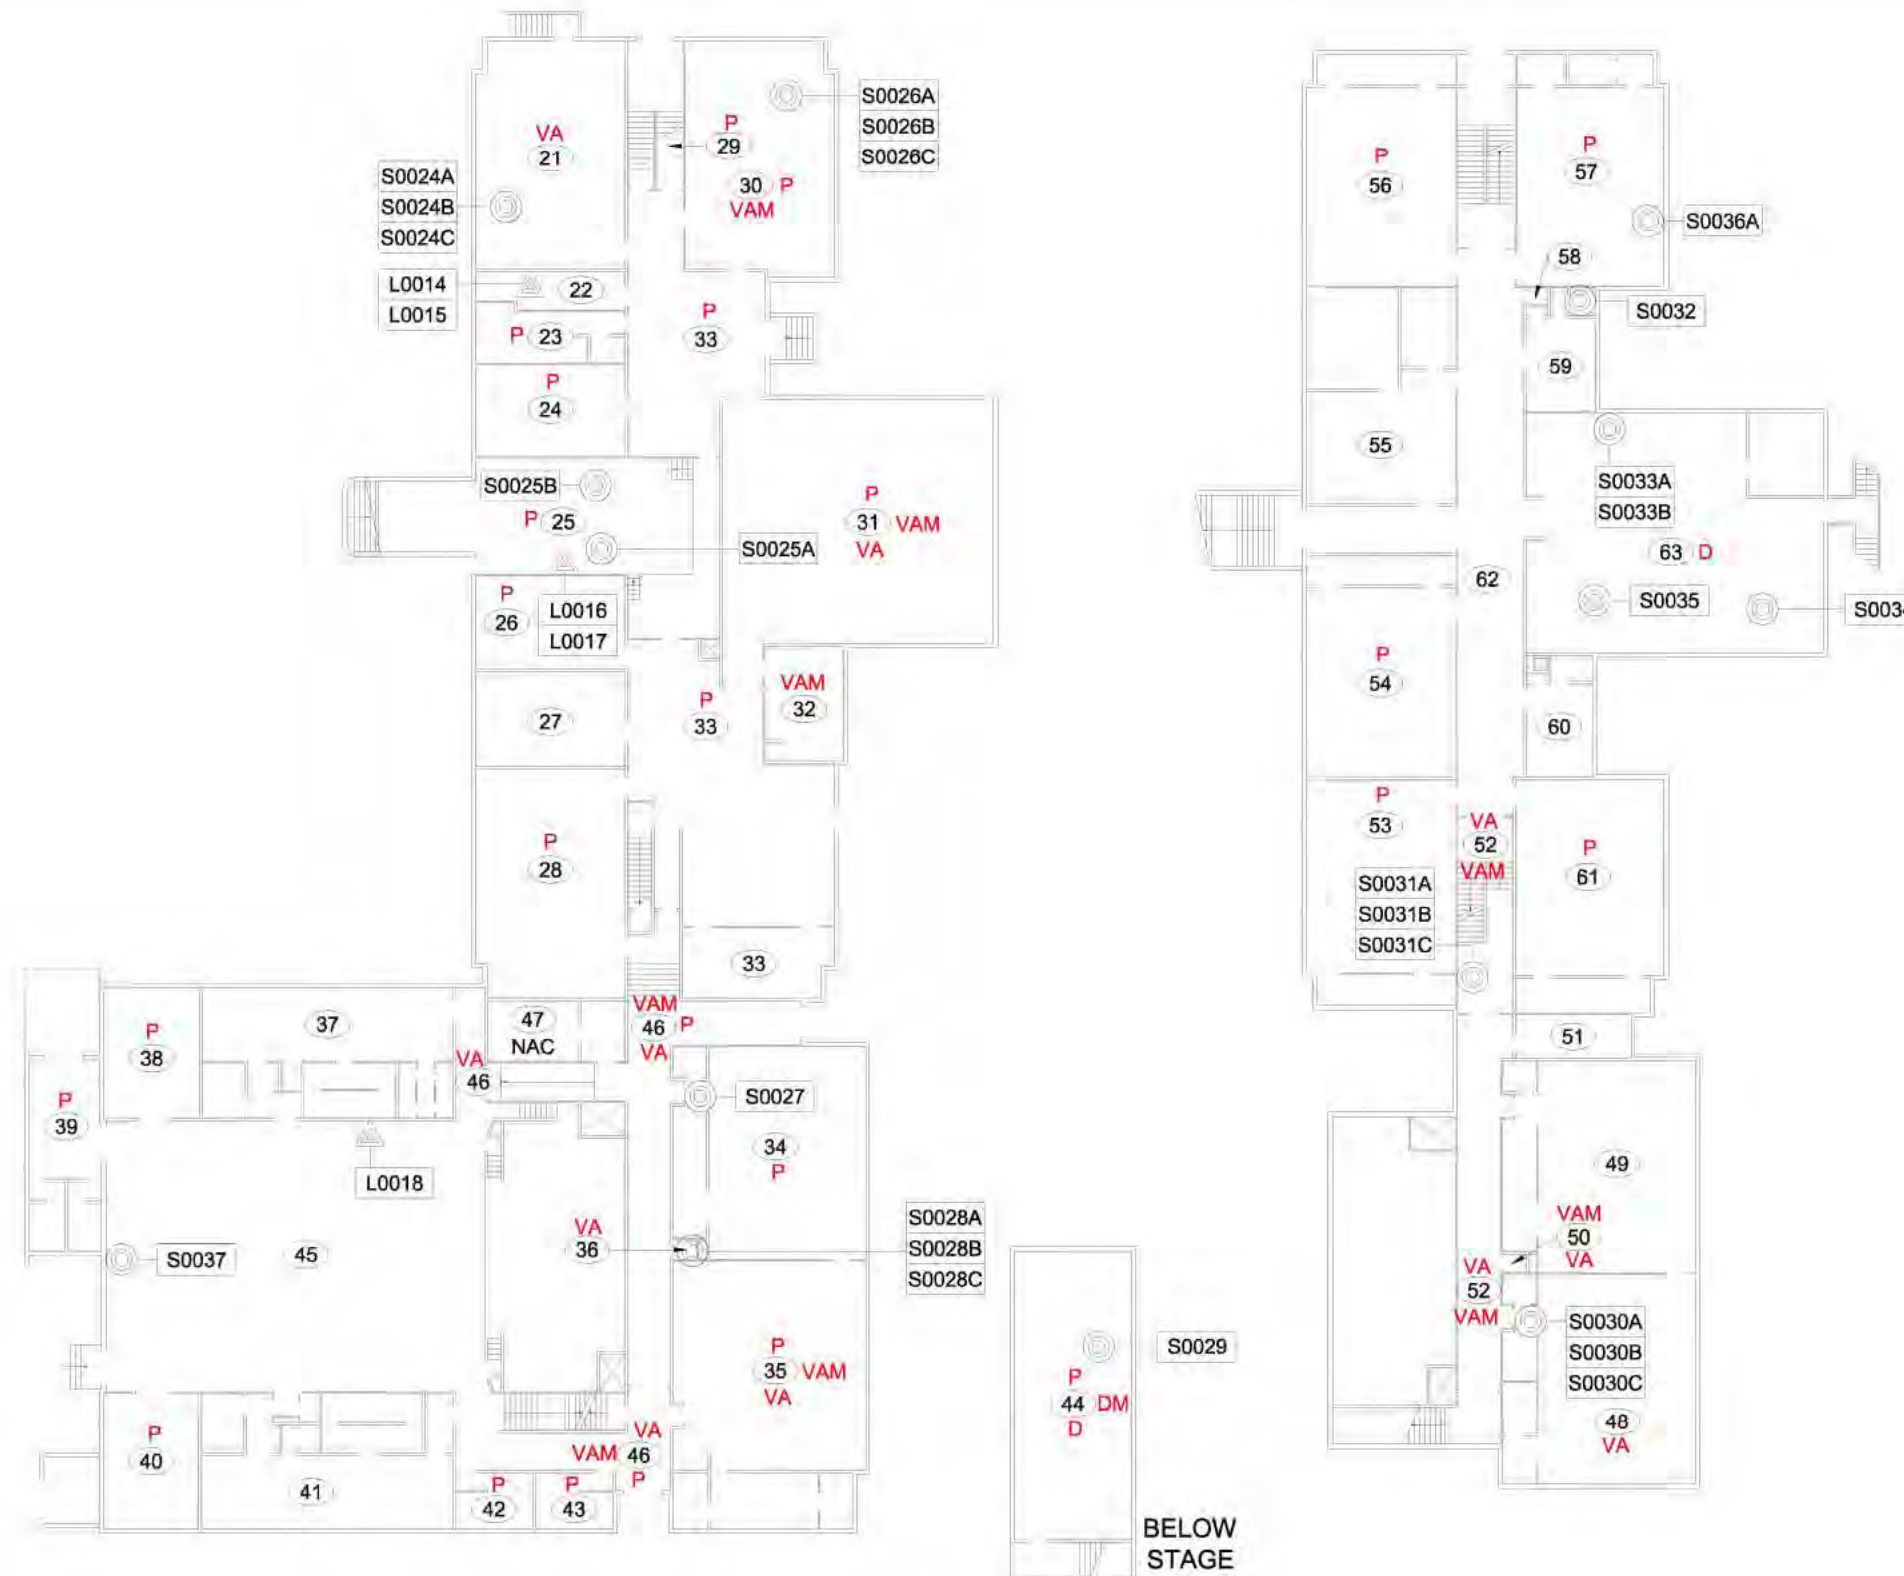 S0026A
S0026B
S0026C
P
29
VA
21
30 P
VAM
S0024A
S0024B
S0024C
L0014
L0015
22
P 23
P
33
P
24
S0025B
P 25
S0025A
P
31 VAM
VA
P
26
L0016
L0017
27
P
33
VAM
32
P
28
33
VAM
46 P
VA
47
NAC
VA
46
37
P
38
P
39
S0027
34
P
L0018
S0037
45
VA
36
S0028A
S0028B
S0028C
P
35 VAM
VA
VA
VAM 46
P
P
40
41
P
42
P
43
S0029
P
44 DM
D
BELOW
STAGE
P
56
P
57
S0036A
58
S0032
59
55
S0033A
S0033B
63 D
62
S0035
P
54
60
P
53
VA
52
VAM
P
61
S0031A
S0031B
S0031C
51
49
VAM
50
VA
VA
52
VAM
S0030A
S0030B
S0030C
48
VA